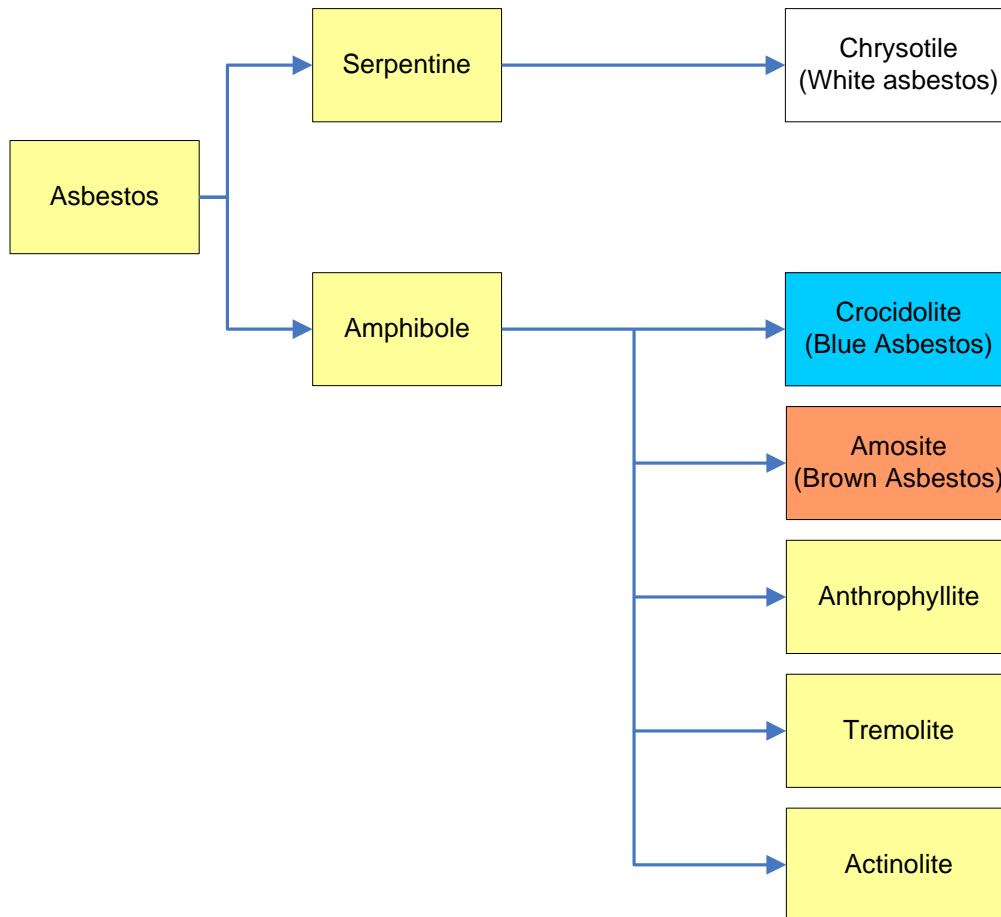 Serpentine
Chrysotile
(White asbestos)
Asbestos
Amphibole
Crocidolite
(Blue Asbestos)
Amosite
(Brown Asbestos)
Anthrophyllite
Tremolite
Actinolite